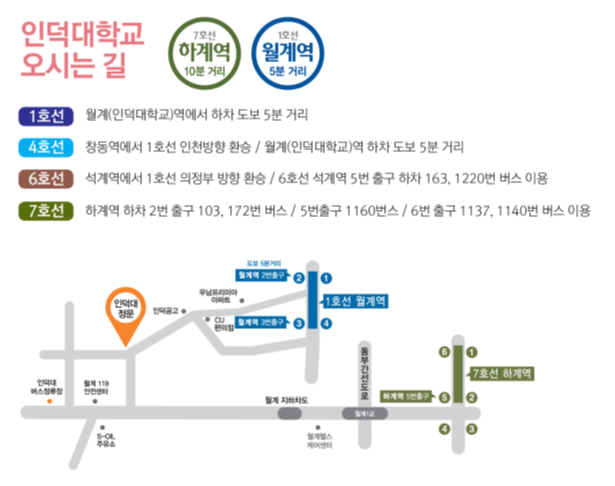 인덕대학교
오시는 길
7호선
하계역
10분 거리
1호선
월계역
5분 거리
1호선 월계(인덕대학교)역에서 하차 도보 5분 거리
4호선 창동역에서 1호선 인천방향 환승 / 월계(인덕대학교)역 하차 도보 5분 거리
6호선 석계역에서 1호선 의정부 방향 환승 / 6호선 석계역 5번 출구 하차 163, 1220번 버스 이용
7호선 하계역 하차 2번 출구 103, 172번 버스 / 5번출구 1160번스 / 6번 출구 1137, 1140번 버스 이용
도보 5분거리
월계역 2번출구
2 1
우남프리미아
아파트
인덕대
정문
인덕공고
CU
편의점
1호선 월계역
월계역 3번출구
3 4
동부간선도로
6 1
7호선 하계역
하계역 5번출구
5 2
인덕대
버스정류장
월계 119
안전센터
월계 지하차도
월계1교
4 3
S-OIL
주유소
월계헬스
케어센터